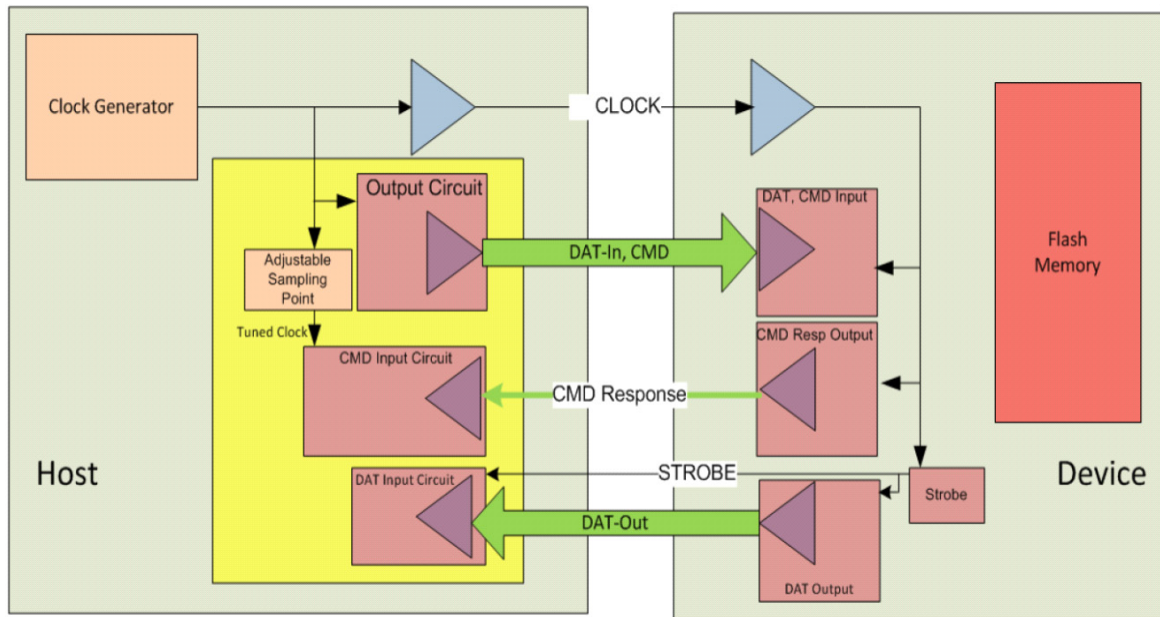 Clock Generator
CLOCK
Output Circuit
DAT, CMD Input
Flash
Memory
DAT-In, CMD
Adjustable
Sampling
Point
Tuned Clock
CMD Input Circuit
CMD Resp Output
CMD Response
Host
STROBE
Device
DAT Input Circuit
Strobe
DAT-Out
DAT Output